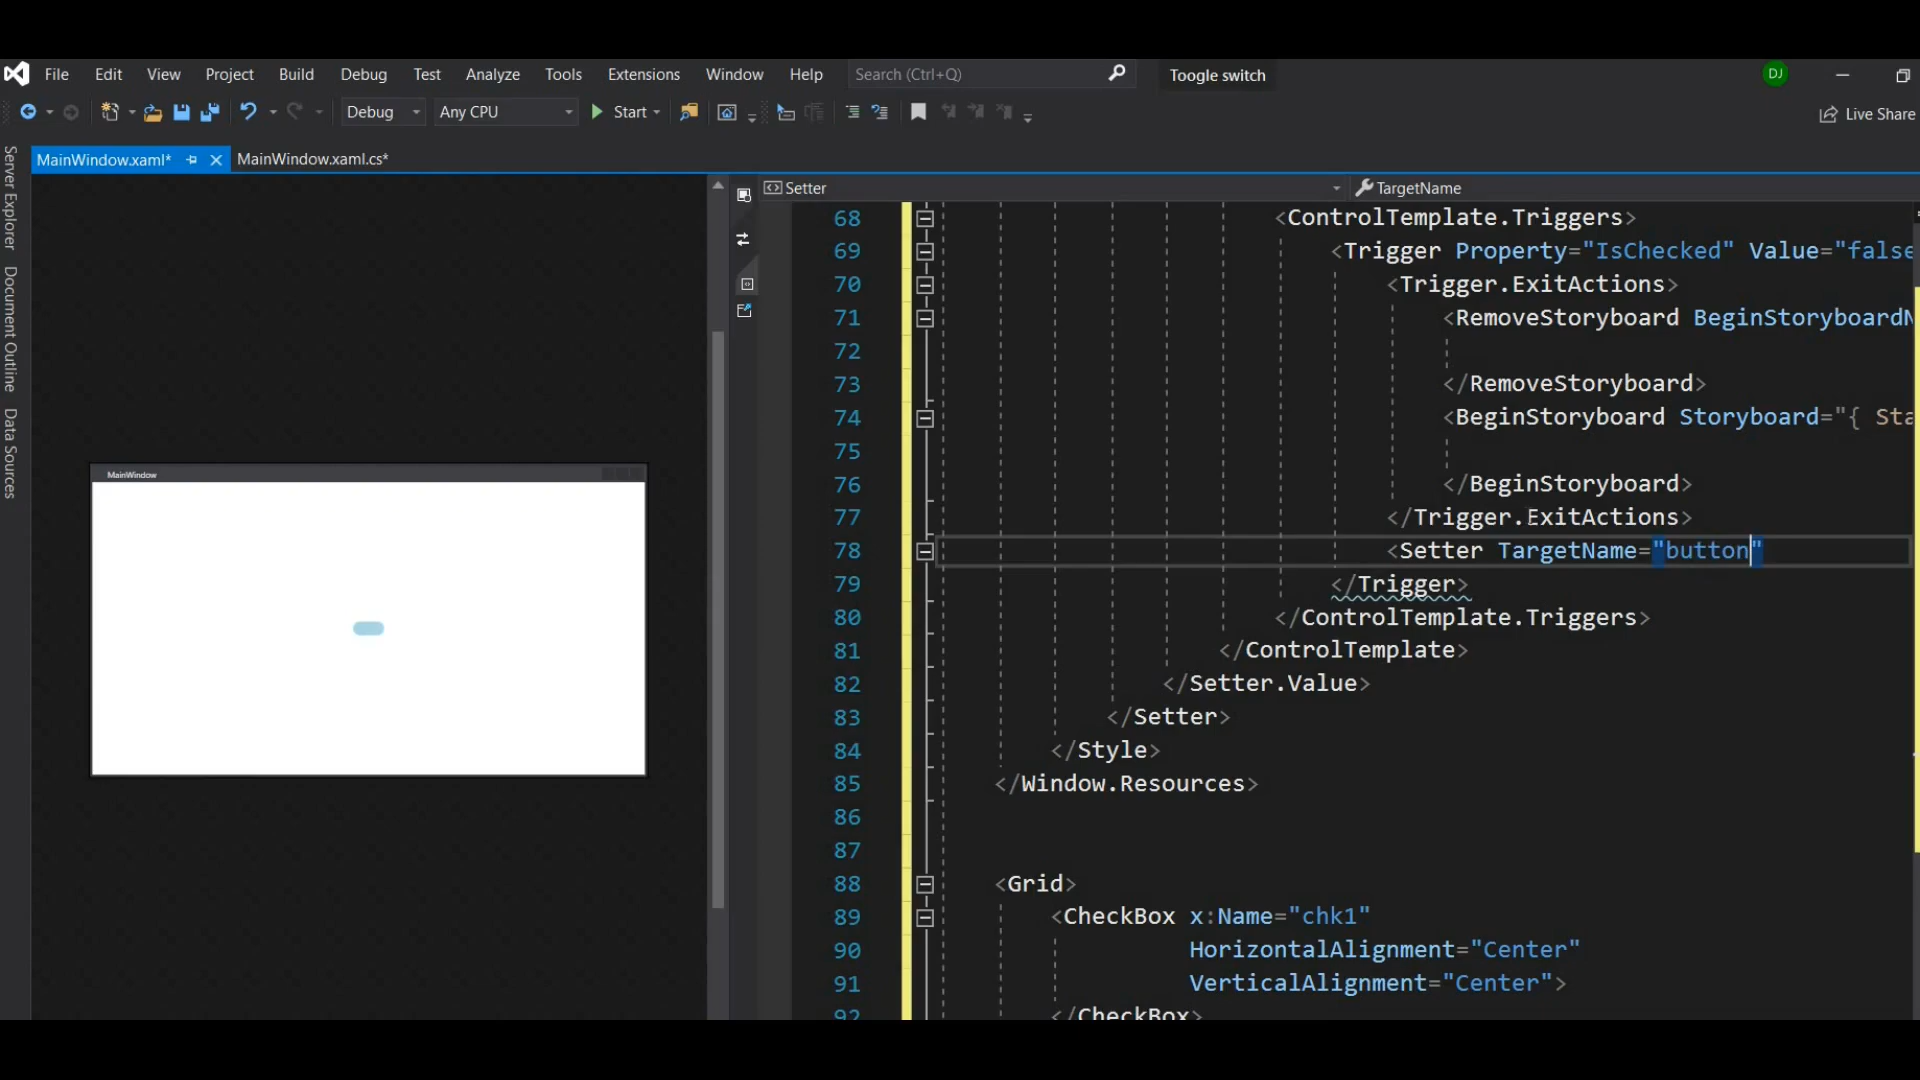 File Edit View Project Build Debug Test Analyze Tools Extensions Window Help Search (Ctrl+Q) Toogle switch DJ
Debug Any CPU Start Live Share
MainWindow.xaml* MainWindow.xaml.cs*
Server Explorer
Document Outline
Data Sources
MainWindow
Setter TargetName
68 <ControlTemplate.Triggers>
69 <Trigger Property="IsChecked" Value="false
70 <Trigger.ExitActions>
71 <RemoveStoryboard BeginStoryboardN
72
73 </RemoveStoryboard>
74 <BeginStoryboard Storyboard="{ Sta
75
76 </BeginStoryboard>
77 </Trigger.ExitActions>
78 <Setter TargetName="button"
79 </Trigger>
80 </ControlTemplate.Triggers>
81 </ControlTemplate>
82 </Setter.Value>
83 </Setter>
84 </Style>
85 </Window.Resources>
86
87
88 <Grid>
89 <CheckBox x:Name="chk1"
90 HorizontalAlignment="Center"
91 VerticalAlignment="Center">
92 </CheckBox>